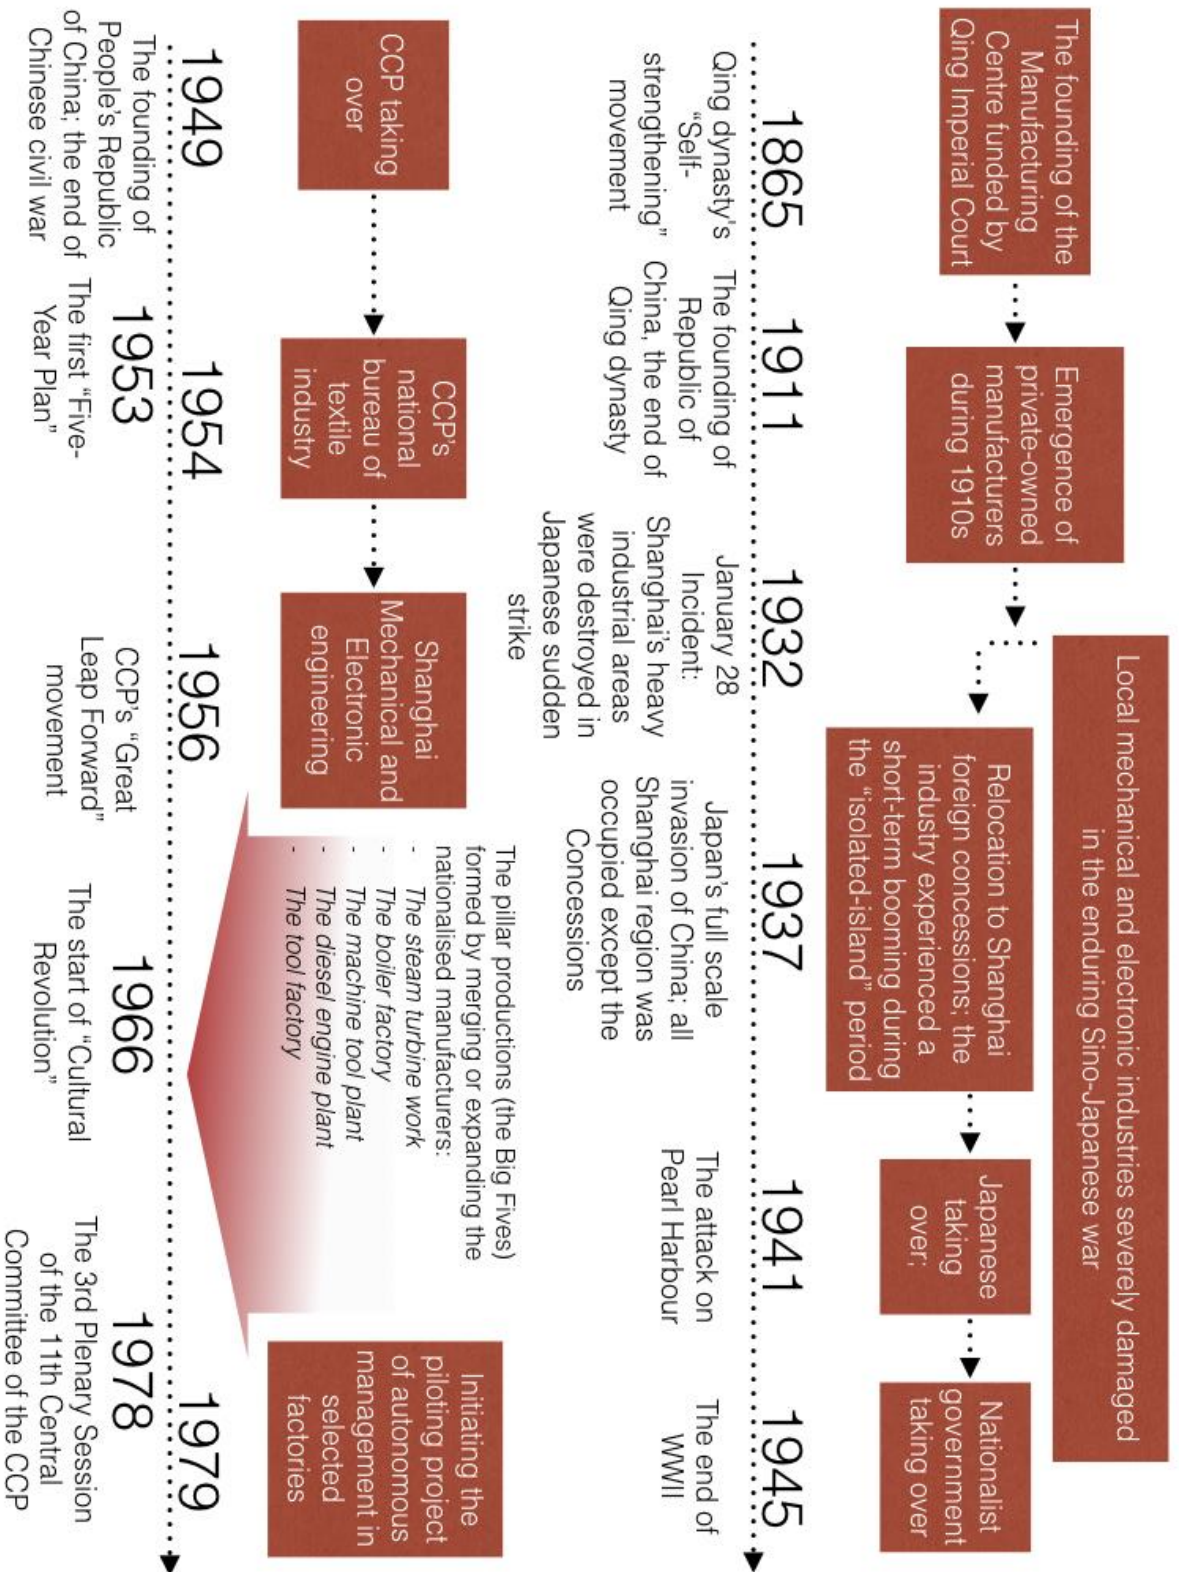 The founding of the
Manufacturing
Centre funded by
Qing Imperial Court
Emergence of
private-owned
manufacturers
during 1910s
Local mechanical and electronic industries severely damaged
in the enduring Sino-Japanese war
Relocation to Shanghai
foreign concessions; the
industry experienced a
short-term booming during
the “isolated-island” period
Japanese
taking
over;
Nationalist
government
taking over
1865
Qing dynasty's
“Self-
strengthening”
movement
1911
The founding of
Republic of
China, the end of
Qing dynasty
1932
January 28
Incident:
Shanghai's heavy
industrial areas
were destroyed in
Japanese sudden
strike
1937
Japan's full scale
invasion of China; all
Shanghai region was
occupied except the
Concessions
1941
The attack on
Pearl Harbour
1945
The end of
WWII
CCP taking
over
CCP's
national
bureau of
textile
industry
Shanghai
Mechanical and
Electronic
engineering
The pillar productions (the Big Fives)
formed by merging or expanding the
nationalised manufacturers:
- The steam turbine work
- The boiler factory
- The machine tool plant
- The diesel engine plant
- The tool factory
Initiating the
piloting project
of autonomous
management in
selected
factories
1949
The founding of
People's Republic
of China; the end of
Chinese civil war
1954
1953
The first “Five-
Year Plan”
1956
CCP's “Great
Leap Forward”
movement
1966
The start of “Cultural
Revolution”
1979
1978
The 3rd Plenary Session
of the 11th Central
Committee of the CCP